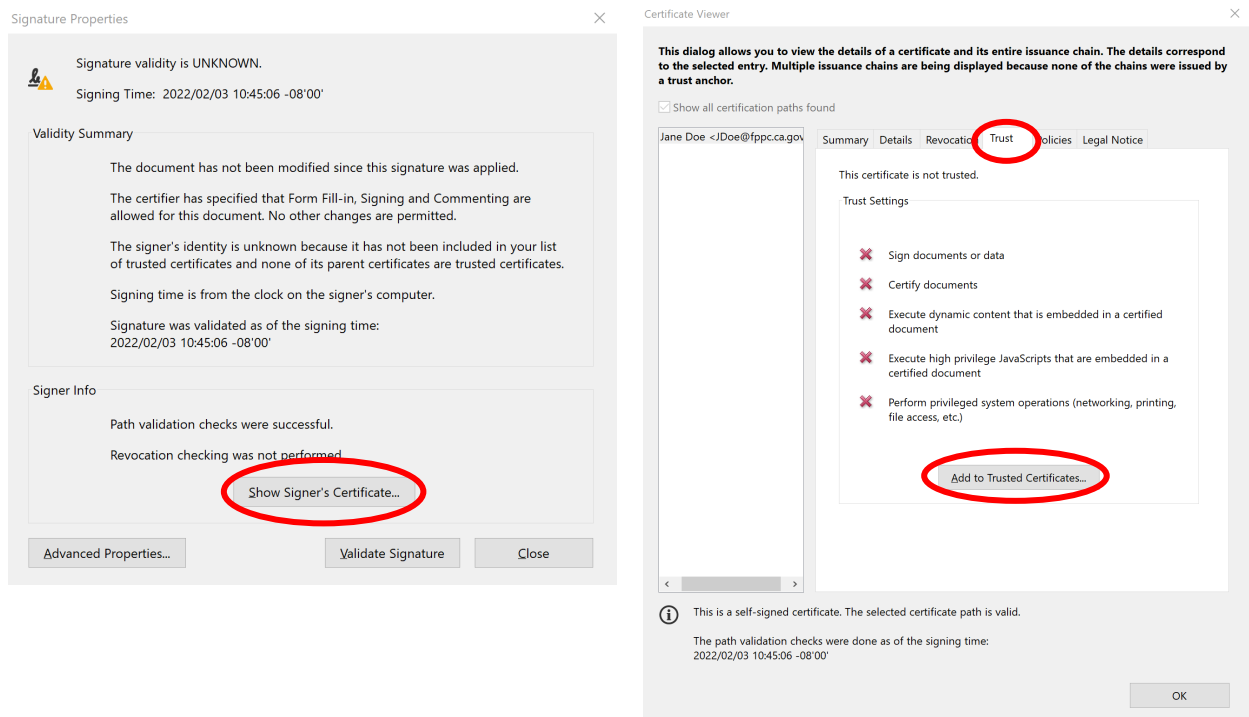 Signature Properties
Signature validity is UNKNOWN.
Signing Time: 2022/02/03 10:45:06 -08'00'
Validity Summary
The document has not been modified since this signature was applied.
The certifier has specified that Form Fill-in, Signing and Commenting are
allowed for this document. No other changes are permitted.
The signer's identity is unknown because it has not been included in your list
of trusted certificates and none of its parent certificates are trusted certificates.
Signing time is from the clock on the signer's computer.
Signature was validated as of the signing time:
2022/02/03 10:45:06 -08'00'
Signer Info
Path validation checks were successful.
Revocation checking was not performed
Show Signer's Certificate...
Advanced Properties...
Validate Signature
Close
Certificate Viewer
This dialog allows you to view the details of a certificate and its entire issuance chain. The details correspond
to the selected entry. Multiple issuance chains are being displayed because none of the chains were issued by
a trust anchor.
Show all certification paths found
Jane Doe <JDoe@fppc.ca.gov
Summary
Details
Revocatio
Trust
olicies
Legal Notice
This certificate is not trusted.
Trust Settings
Sign documents or data
Certify documents
Execute dynamic content that is embedded in a certified
document
Execute high privilege JavaScripts that are embedded in a
certified document
Perform privileged system operations (networking, printing,
file access, etc.)
Add to Trusted Certificates...
This is a self-signed certificate. The selected certificate path is valid.
The path validation checks were done as of the signing time:
2022/02/03 10:45:06 -08'00'
OK